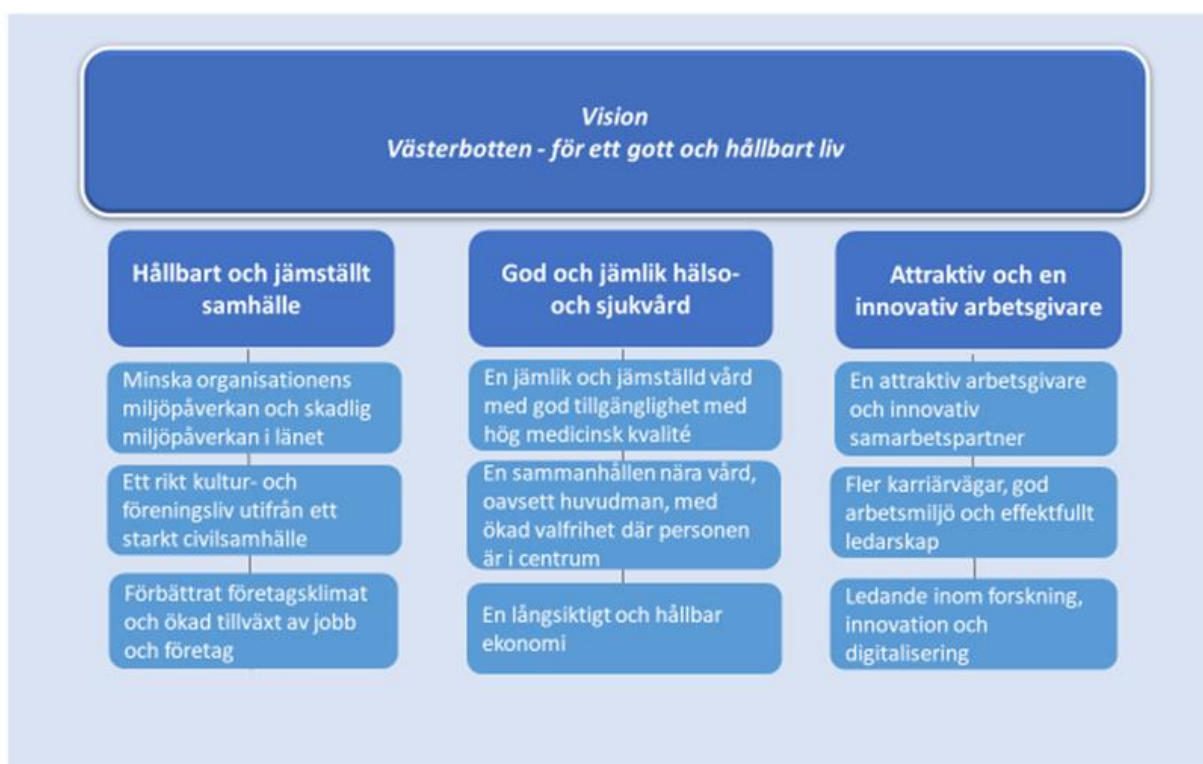 Vision
Västerbotten - för ett gott och hållbart liv
Hållbart och jämställt
samhälle
Minska organisationens
miljöpåverkan och skadlig
miljöpåverkan i länet
Ett rikt kultur- och
föreningsliv utifrån ett
starkt civilsamhälle
Förbättrat företagsklimat
och ökad tillväxt av jobb
och företag
God och jämlik hälso-
och sjukvård
En jämlik och jämställd vård
med god tillgänglighet med
hög medicinsk kvalité
En sammanhållen nära vård,
oavsett huvudman, med
ökad valfrihet där personen
är i centrum
En långsiktigt och hållbar
ekonomi
Attraktiv och en
innovativ arbetsgivare
En attraktiv arbetsgivare
och innovativ
samarbetspartner
Fler karriärvägar, god
arbetsmiljö och effektfullt
ledarskap
Ledande inom forskning,
innovation och
digitalisering